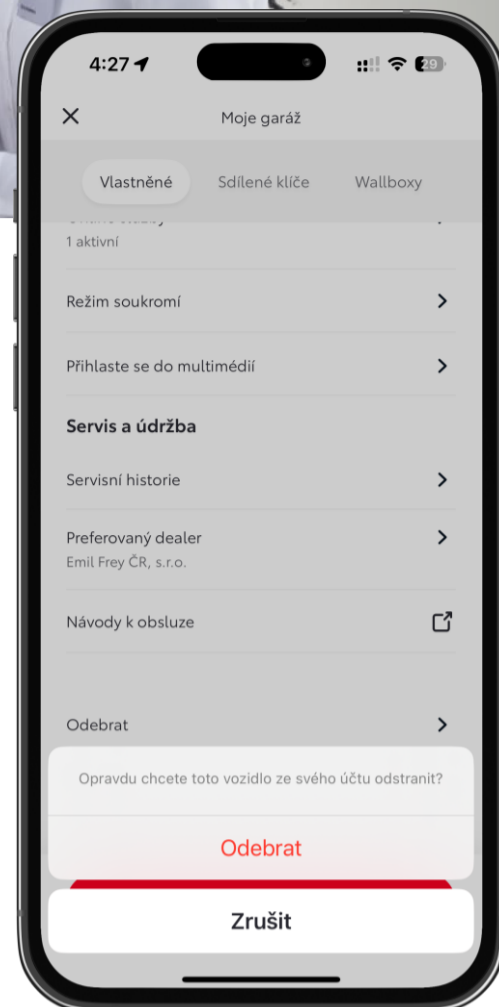 4:27
29
Moje garáž
Vlastněné
Sdílené klíče
Wallboxy
1 aktivní
Režim soukromí
Přihlaste se do multimédií
Servis a údržba
Servisní historie
Preferovaný dealer
Emil Frey ČR, s.r.o.
Návody k obsluze
Odebrat
Opravdu chcete toto vozidlo ze svého účtu odstranit?
Odebrat
Zrušit